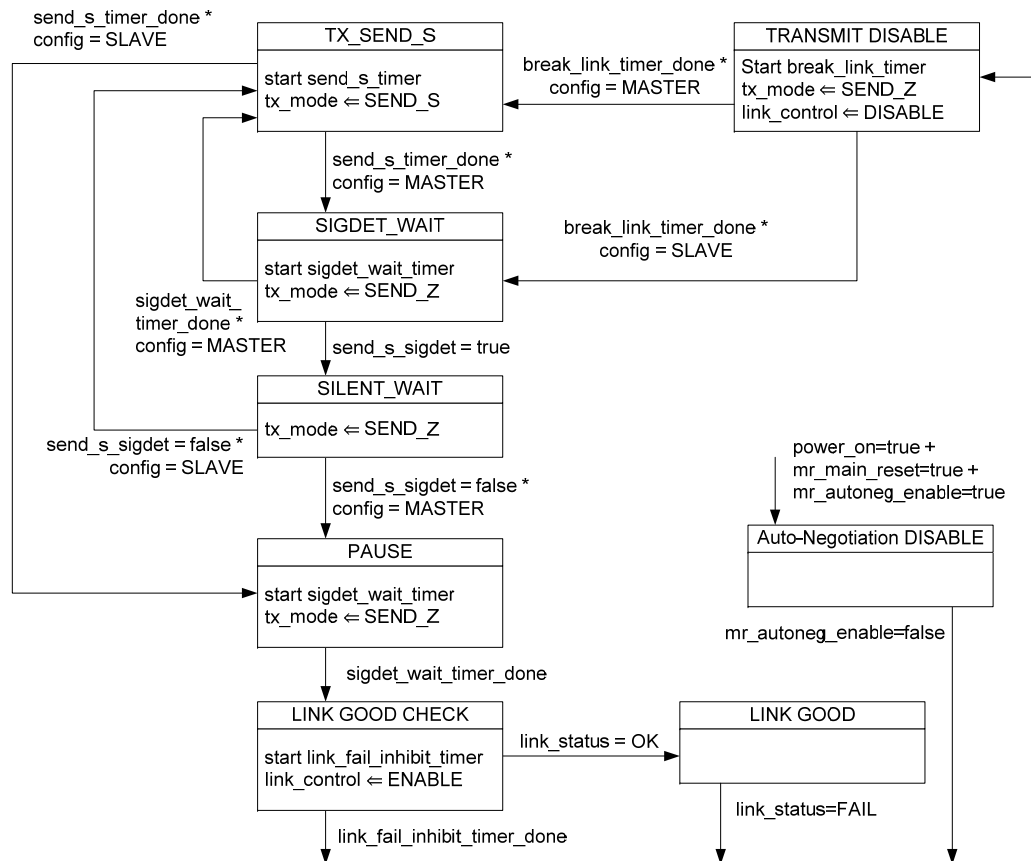 send_s_timer_done *
config = SLAVE
TX_SEND_S
start send_s_timer
tx_mode ⇐ SEND_S
break_link_timer_done *
config = MASTER
TRANSMIT DISABLE
Start break_link_timer
tx_mode ⇐ SEND_Z
link_control ⇐ DISABLE
send_s_timer_done *
config = MASTER
SIGDET_WAIT
start sigdet_wait_timer
tx_mode ⇐ SEND_Z
break_link_timer_done *
config = SLAVE
sigdet_wait_
timer_done *
config = MASTER
send_s_sigdet = true
SILENT_WAIT
tx_mode ⇐ SEND_Z
send_s_sigdet = false *
config = SLAVE
send_s_sigdet = false *
config = MASTER
power_on=true +
mr_main_reset=true +
mr_autoneg_enable=true
Auto-Negotiation DISABLE
PAUSE
start sigdet_wait_timer
tx_mode ⇐ SEND_Z
mr_autoneg_enable=false
sigdet_wait_timer_done
LINK GOOD CHECK
start link_fail_inhibit_timer
link_control ⇐ ENABLE
link_status = OK
LINK GOOD
link_status=FAIL
link_fail_inhibit_timer_done